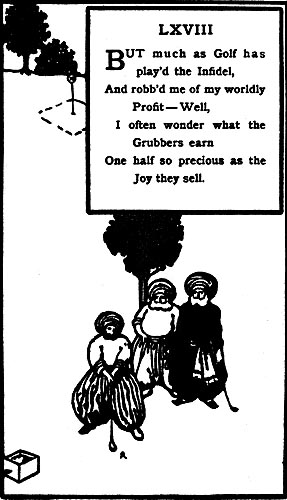 LXVIII
BUT much as Golf has
play'd the Infidel,
And robb'd me of my worldly
Profit—Well,
I often wonder what the
Grubbers earn
One half so precious as the
Joy they sell.
R